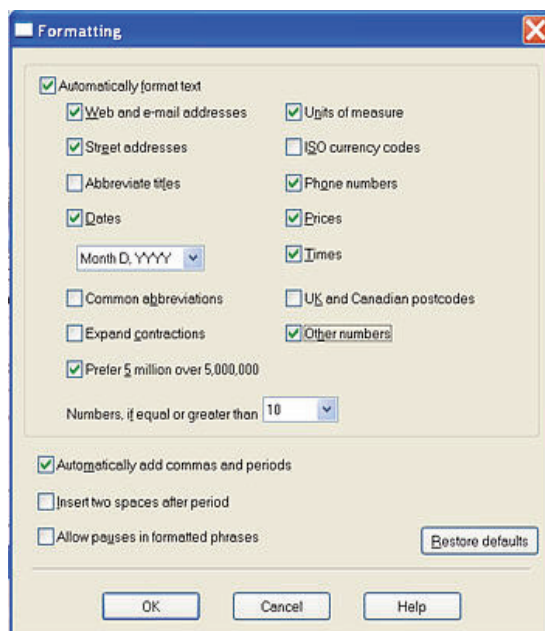 Formatting
Automatically format text
Web and e-mail addresses
Units of measure
Street addresses
ISO currency codes
Abbreviate titles
Phone numbers
Dates
Prices
Month D, YYYY
Times
Common abbreviations
UK and Canadian postcodes
Expand contractions
Other numbers
Prefer 5 million over 5,000,000
Numbers, if equal or greater than 10
Automatically add commas and periods
Insert two spaces after period
Allow pauses in formatted phrases
Restore defaults
OK Cancel Help